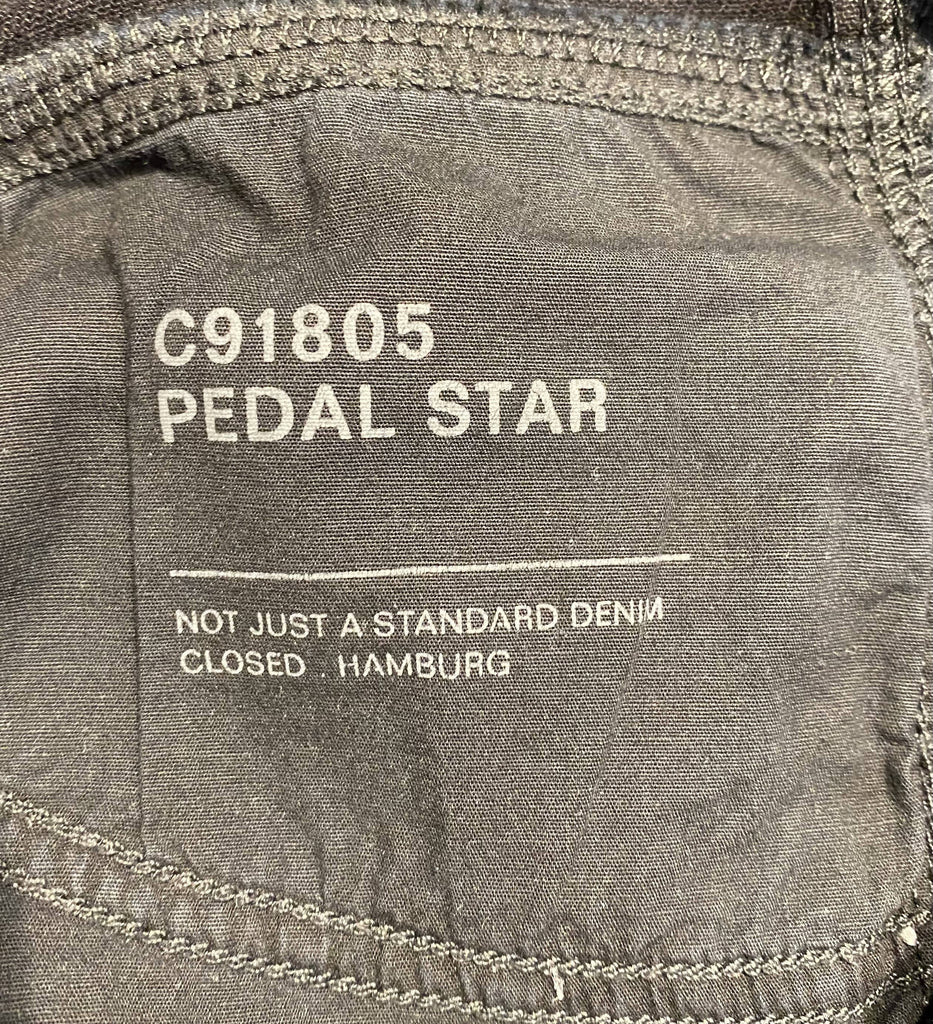 C91805
PEDAL STAR
NOT JUST A STANDARD DENIM
CLOSED . HAMBURG